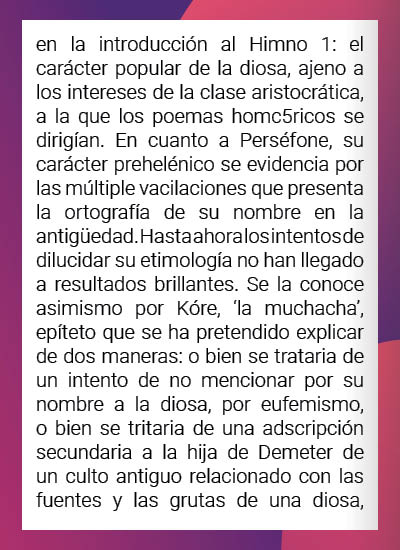 en la introducción al Himno 1: el
carácter popular de la diosa, ajeno a
los intereses de la clase aristocrática,
a la que los poemas homc5ricos se
dirigían. En cuanto a Perséfone, su
carácter prehelénico se evidencia por
las múltiple vacilaciones que presenta
la ortografía de su nombre en la
antigüedad.Hastaahoralosintentosde
dilucidar su etimología no han llegado
a resultados brillantes. Se la conoce
asimismo por Kóre, ‘la muchacha’,
epíteto que se ha pretendido explicar
de dos maneras: o bien se trataria de
un intento de no mencionar por su
nombre a la diosa, por eufemismo,
o bien se tritaria de una adscripción
secundaria a la hija de Demeter de
un culto antiguo relacionado con las
fuentes y las grutas de una diosa,